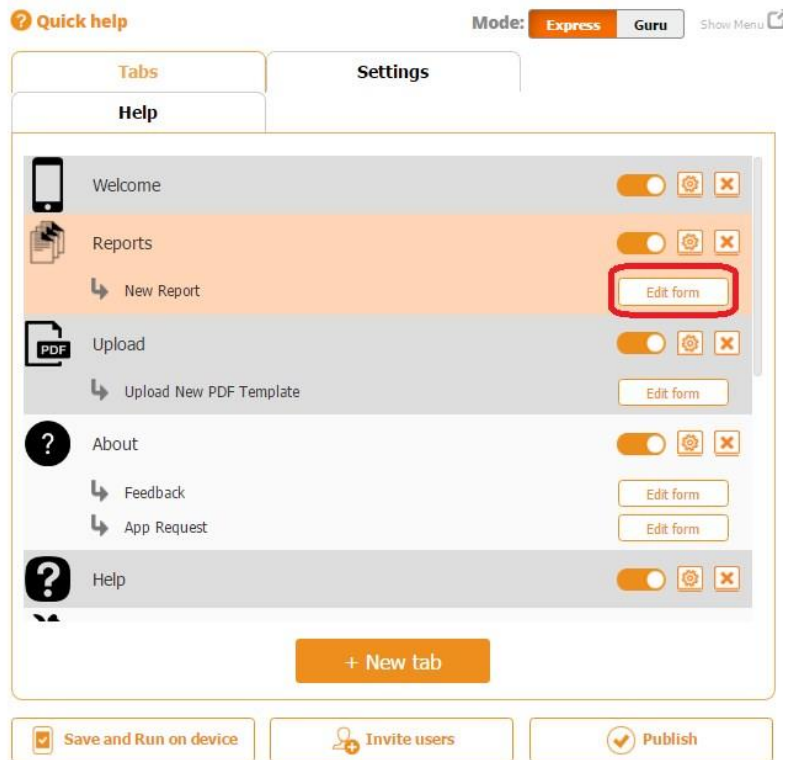 ? Quick help Mode: Express Guru Show Menu
Tabs Settings
Help
Welcome
Reports
New Report Edit form
PDF Upload
Upload New PDF Template Edit form
? About
Feedback Edit form
App Request Edit form
? Help
+ New tab
Save and Run on device Invite users Publish